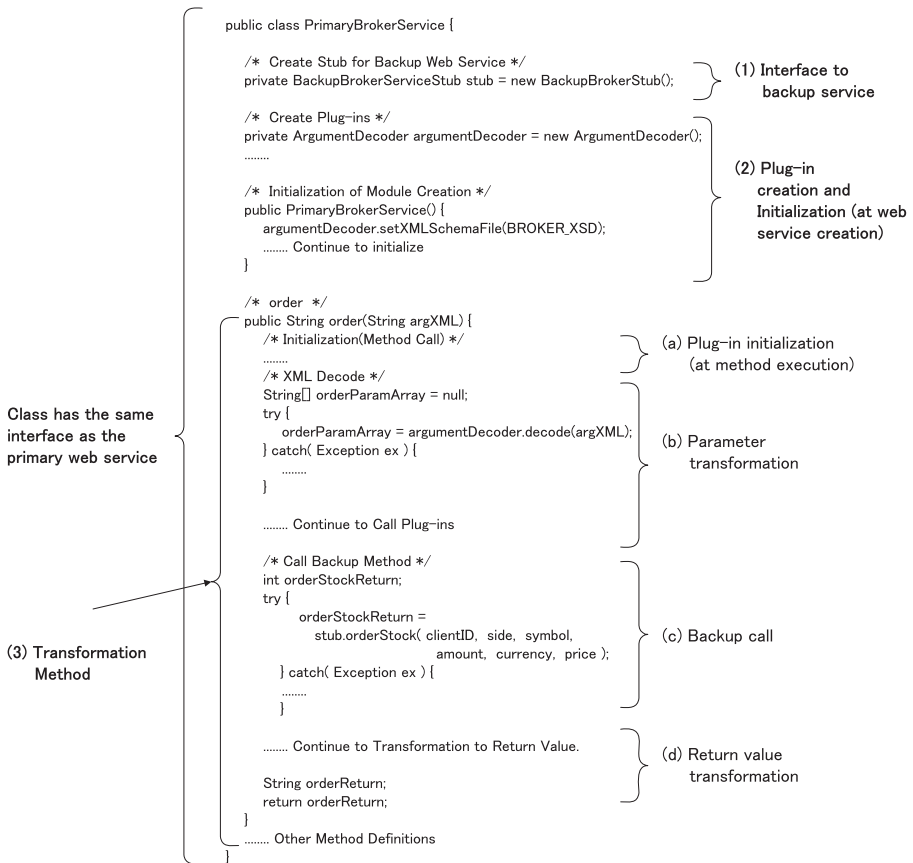 public class PrimaryBrokerService {
/* Create Stub for Backup Web Service */
private BackupBrokerServiceStub stub = new BackupBrokerStub();
/* Create Plug-ins */
private ArgumentDecoder argumentDecoder = new ArgumentDecoder();
........
/* Initialization of Module Creation */
public PrimaryBrokerService() {
argumentDecoder.setXMLSchemaFile(BROKER_XSD);
........ Continue to initialize
}
/* order */
public String order(String argXML) {
/* Initialization(Method Call) */
........
/* XML Decode */
String[] orderParamArray = null;
try {
orderParamArray = argumentDecoder.decode(argXML);
} catch( Exception ex ) {
........
}
........ Continue to Call Plug-ins
/* Call Backup Method */
int orderStockReturn;
try {
orderStockReturn =
stub.orderStock( clientID, side, symbol,
amount, currency, price );
} catch( Exception ex ) {
........
}
........ Continue to Transformation to Return Value.
String orderReturn;
return orderReturn;
}
........ Other Method Definitions
}
(1) Interface to
backup service
(2) Plug-in
creation and
Initialization (at web
service creation)
(a) Plug-in initialization
(at method execution)
(b) Parameter
transformation
(c) Backup call
(d) Return value
transformation
Class has the same
interface as the
primary web service
(3) Transformation
Method